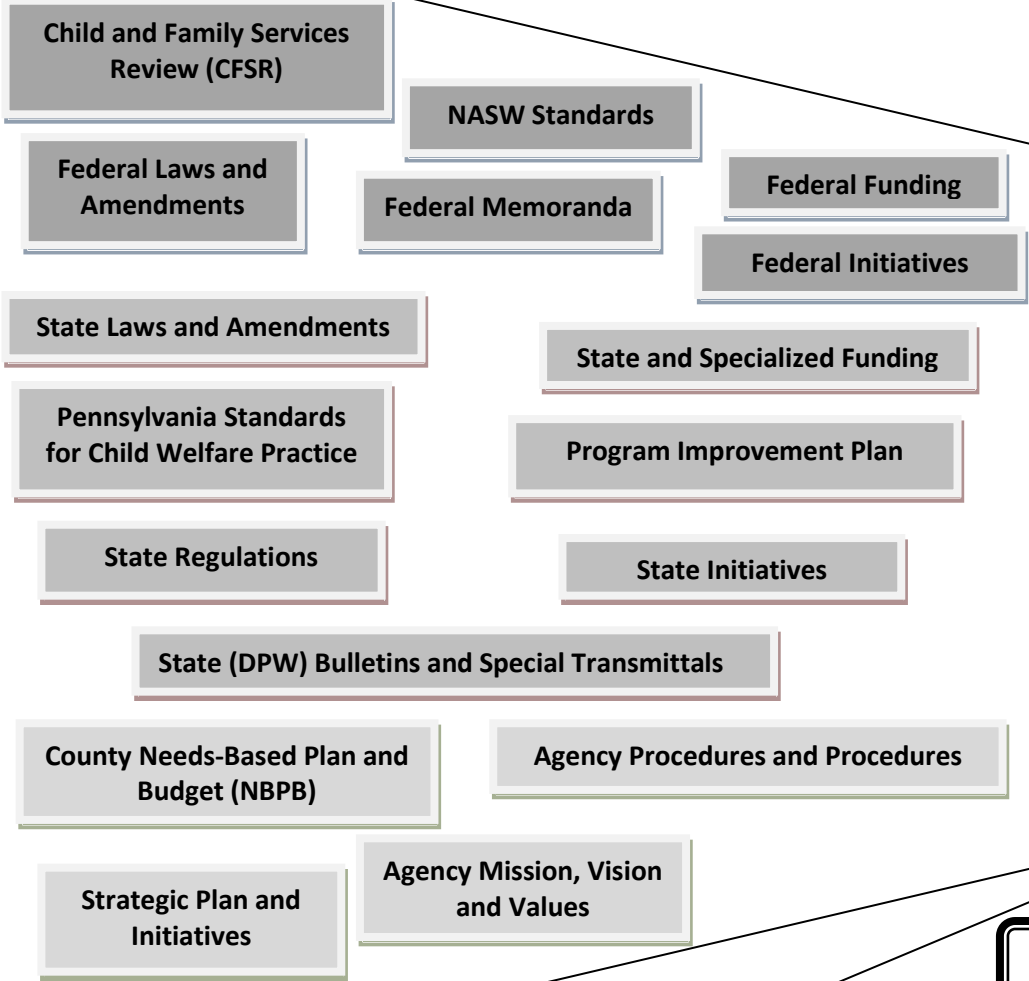 Child and Family Services
Review (CFSR)
NASW Standards
Federal Laws and
Amendments
Federal Memoranda
Federal Funding
Federal Initiatives
State Laws and Amendments
State and Specialized Funding
Pennsylvania Standards
for Child Welfare Practice
Program Improvement Plan
State Regulations
State Initiatives
State (DPW) Bulletins and Special Transmittals
County Needs-Based Plan and
Budget (NBPB)
Agency Procedures and Procedures
Agency Mission, Vision
and Values
Strategic Plan and
Initiatives